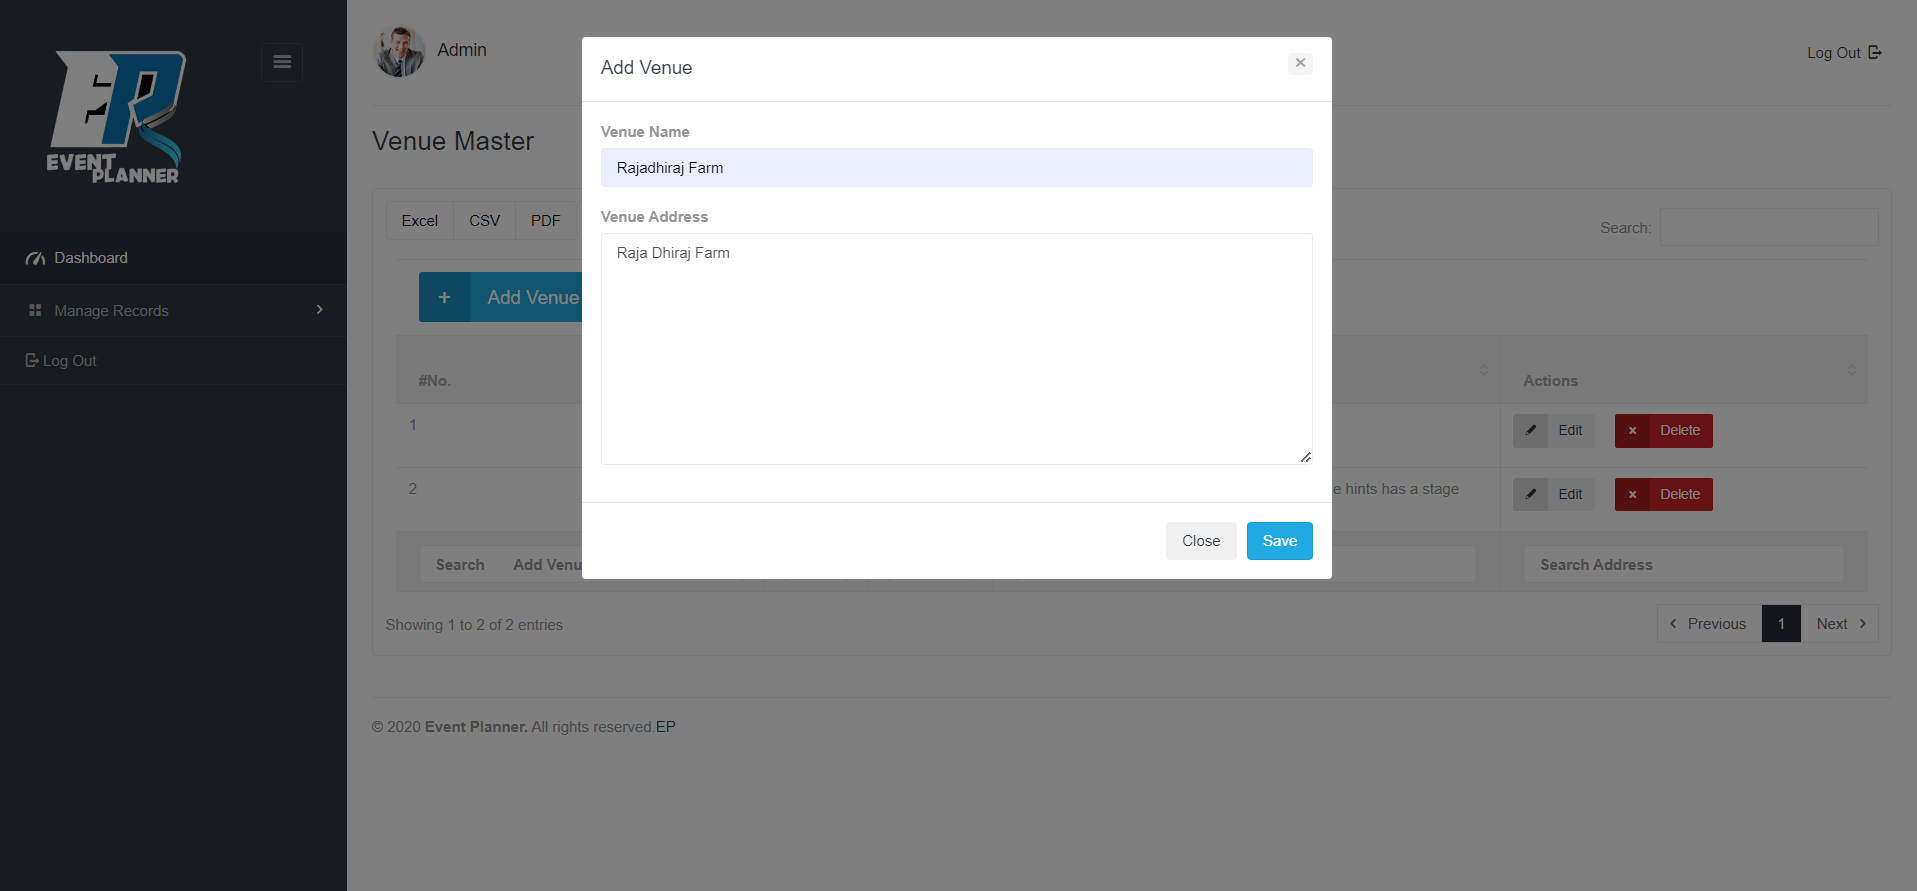 EVENT
PLANNER
Dashboard
Manage Records
Log Out
Admin
Log Out
Venue Master
Excel CSV PDF
Search:
+ Add Venue
#No.
Actions
1
Edit
Delete
2
e hints has a stage
Edit
Delete
Search Add Venu
Search Address
Showing 1 to 2 of 2 entries
Previous 1 Next
© 2020 Event Planner. All rights reserved.EP
Add Venue
Venue Name
Rajadhiraj Farm
Venue Address
Raja Dhiraj Farm
Close Save